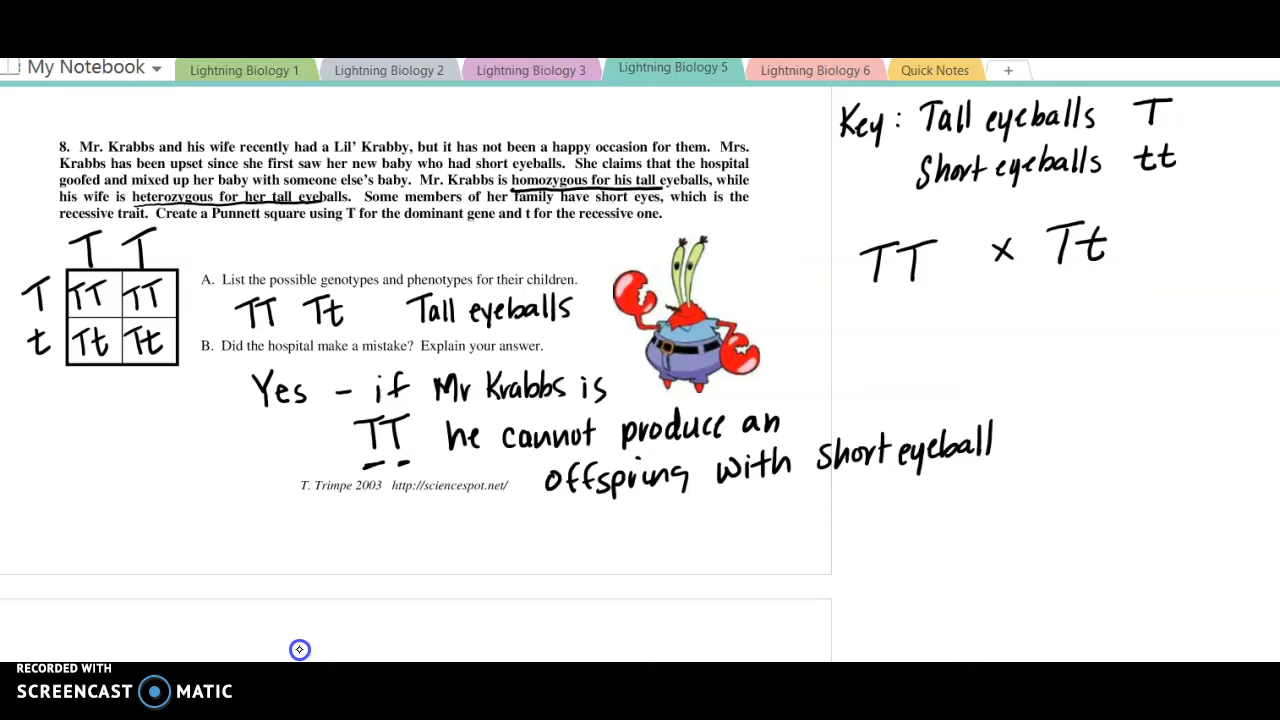 My Notebook
Lightning Biology 1
Lightning Biology 2
Lightning Biology 3
Lightning Biology 5
Lightning Biology 6
Quick Notes
+
Key: Tall eyeballs T
Short eyeballs tt
8. Mr. Krabbs and his wife recently had a Lil' Krabby, but it has not been a happy occasion for them. Mrs.
Krabbs has been upset since she first saw her new baby who had short eyeballs. She claims that the hospital
goofed and mixed up her baby with someone else's baby. Mr. Krabbs is homozygous for his tall eyeballs, while
his wife is heterozygous for her tall eyeballs. Some members of her family have short eyes, which is the
recessive trait. Create a Punnett square using T for the dominant gene and t for the recessive one.
TT x Tt
T T
T TT TT
t Tt Tt
A. List the possible genotypes and phenotypes for their children.
TT Tt Tall eyeballs
B. Did the hospital make a mistake? Explain your answer.
Yes - if Mr Krabbs is
TT he cannot produce an
offspring with short eyeball
T. Trimpe 2003 http://sciencespot.net/
RECORDED WITH
SCREENCAST MATIC